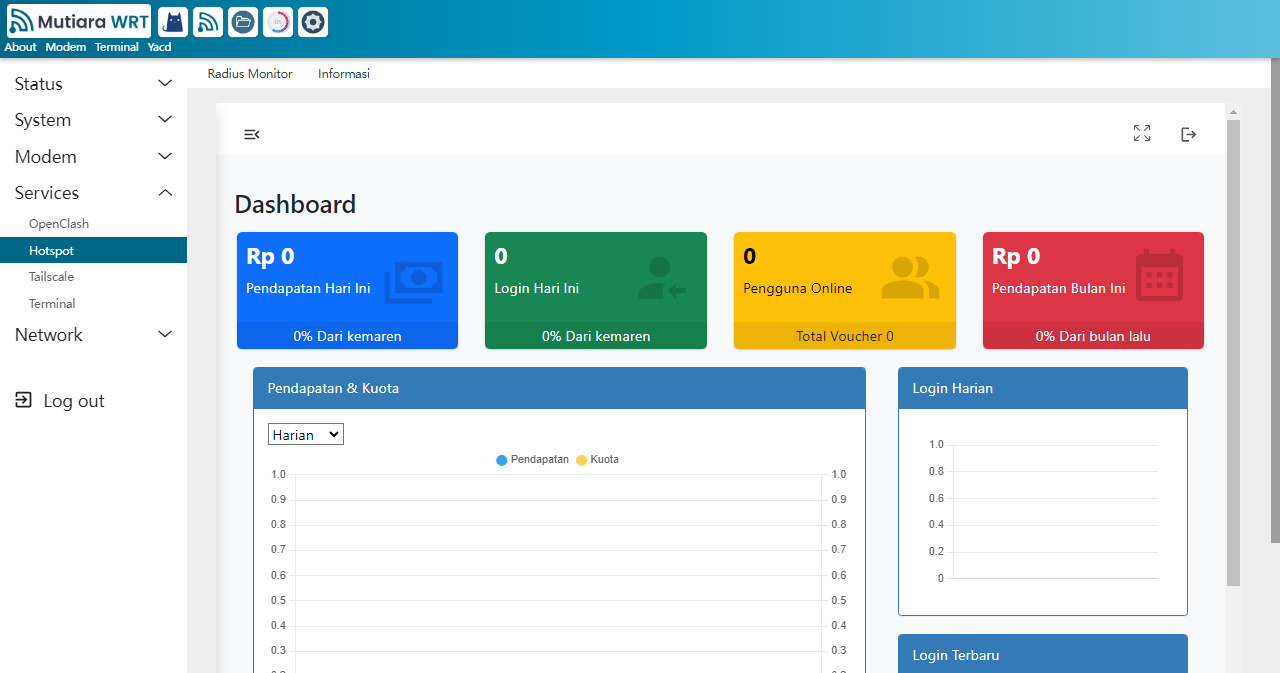 Mutiara WRT
About Modem Terminal Yacd
Status
System
Modem
Services
OpenClash
Hotspot
Tailscale
Terminal
Network
Log out
Radius Monitor Informasi
Dashboard
Rp 0
Pendapatan Hari Ini
0% Dari kemaren
0
Login Hari Ini
0% Dari kemaren
0
Pengguna Online
Total Voucher 0
Rp 0
Pendapatan Bulan Ini
0% Dari bulan lalu
Pendapatan & Kuota
Harian
Pendapatan Kuota
1.0 1.0
0.9 0.9
0.8 0.8
0.7 0.7
0.6 0.6
0.5 0.5
0.4 0.4
0.3 0.3
Login Harian
1.0
0.8
0.6
0.4
0.2
0
Login Terbaru